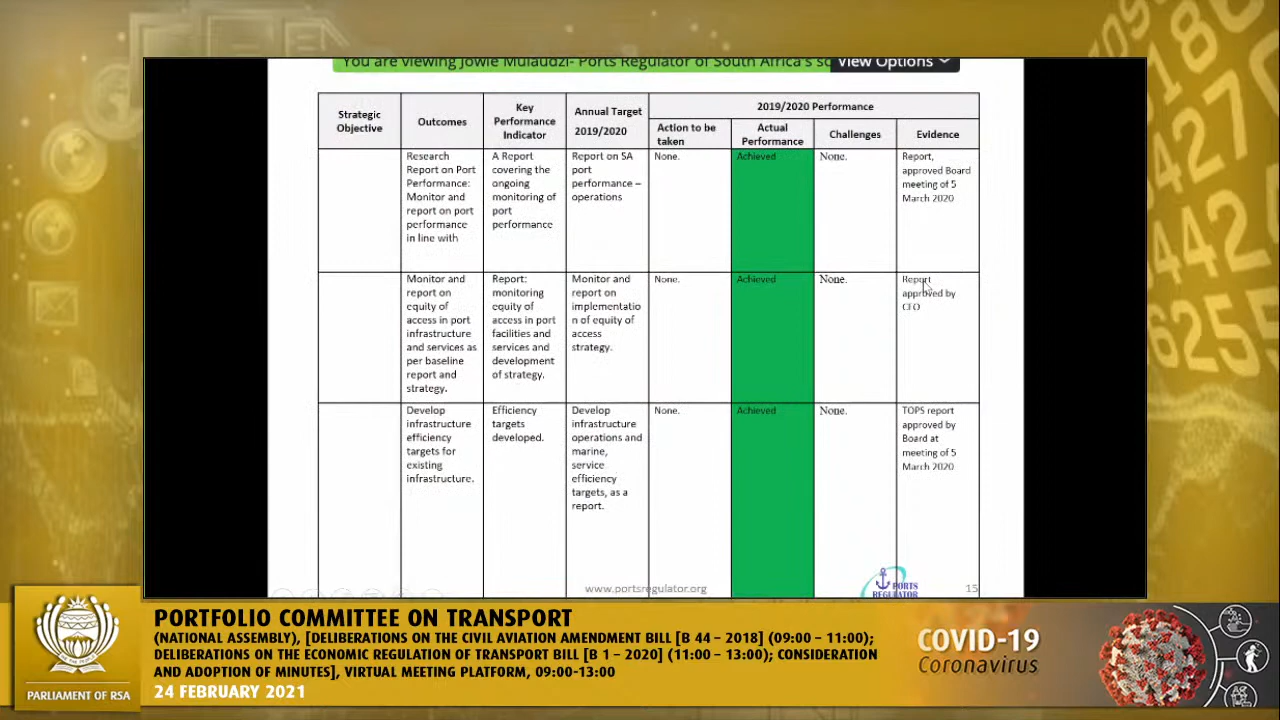 You are viewing Jowie Mulaudzi- Ports Regulator of South Africa's sc
View Options
Strategic
Objective
Outcomes
Key
Performance
Indicator
Annual Target
2019/2020
2019/2020 Performance
Action to be
taken
Actual
Performance
Challenges
Evidence
Research
Report on Port
Performance:
Monitor and
report on port
performance
in line with
A Report
covering the
ongoing
monitoring of
port
performance
Report on SA
port
performance –
operations
None.
Achieved
None.
Report,
approved Board
meeting of 5
March 2020
Monitor and
report on
equity of
access in port
infrastructure
and services as
per baseline
report and
strategy.
Report:
monitoring
equity of
access in port
facilities and
services and
development
of strategy.
Monitor and
report on
implementatio
n of equity of
access
strategy.
None.
Achieved
None.
Report
approved by
Develop
infrastructure
efficiency
targets for
existing
infrastructure.
Efficiency
targets
developed.
Develop
infrastructure
operations and
marine,
service
efficiency
targets, as a
report.
None.
Achieved
None.
TOPS report
approved by
Board at
meeting of 5
March 2020
www.portsregulator.org
PORTS
REGULATOR
15
PARLIAMENT OF RSA
PORTFOLIO COMMITTEE ON TRANSPORT
(NATIONAL ASSEMBLY), [DELIBERATIONS ON THE CIVIL AVIATION AMENDMENT BILL [B 44 – 2018] (09:00 – 11:00);
DELIBERATIONS ON THE ECONOMIC REGULATION OF TRANSPORT BILL [B 1 – 2020] (11:00 – 13:00); CONSIDERATION
AND ADOPTION OF MINUTES], VIRTUAL MEETING PLATFORM, 09:00-13:00
24 FEBRUARY 2021
COVID-19
Coronavirus